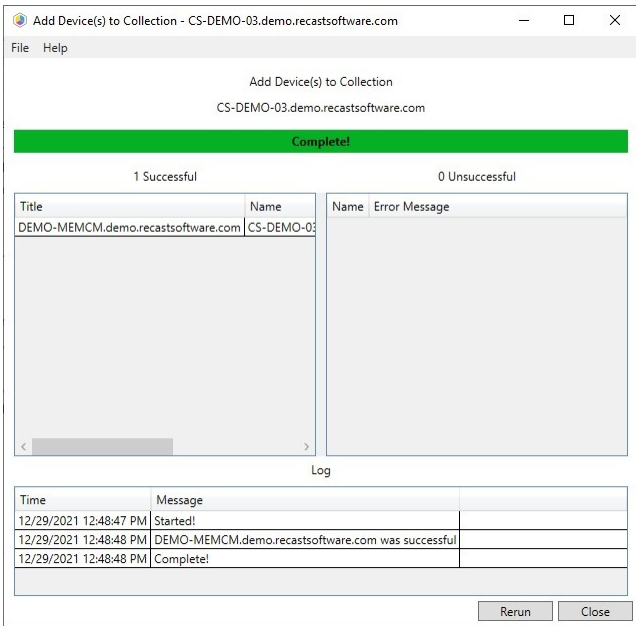 Add Device(s) to Collection - CS-DEMO-03.demo.recastsoftware.com
File Help
Add Device(s) to Collection
CS-DEMO-03.demo.recastsoftware.com
Complete!
1 Successful 0 Unsuccessful
Title Name Name Error Message
DEMO-MEMCM.demo.recastsoftware.com CS-DEMO-03
Log
Time Message
12/29/2021 12:48:47 PM Started!
12/29/2021 12:48:48 PM DEMO-MEMCM.demo.recastsoftware.com was successful
12/29/2021 12:48:48 PM Complete!
Rerun Close